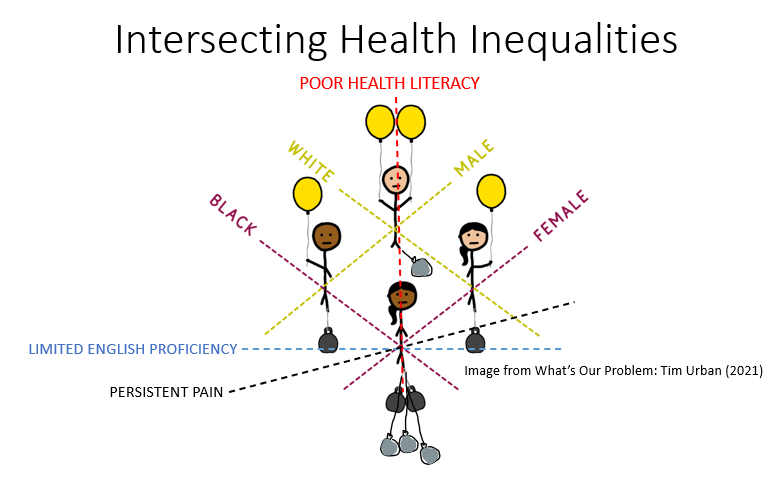 Intersecting Health Inequalities
POOR HEALTH LITERACY
WHITE
MALE
BLACK
FEMALE
LIMITED ENGLISH PROFICIENCY
Image from What's Our Problem: Tim Urban (2021)
PERSISTENT PAIN